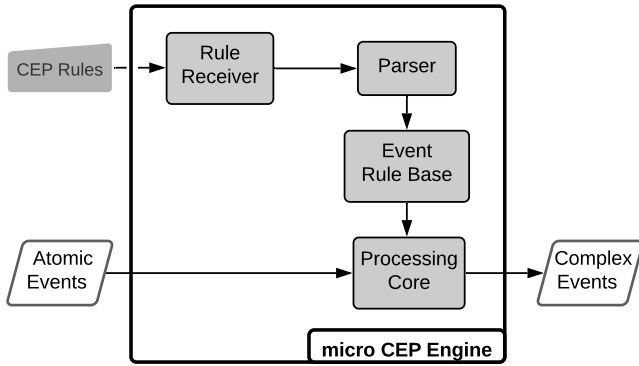 Rule
Receiver
Parser
CEP Rules
Event
Rule Base
Atomic
Events
Processing
Core
Complex
Events
micro CEP Engine